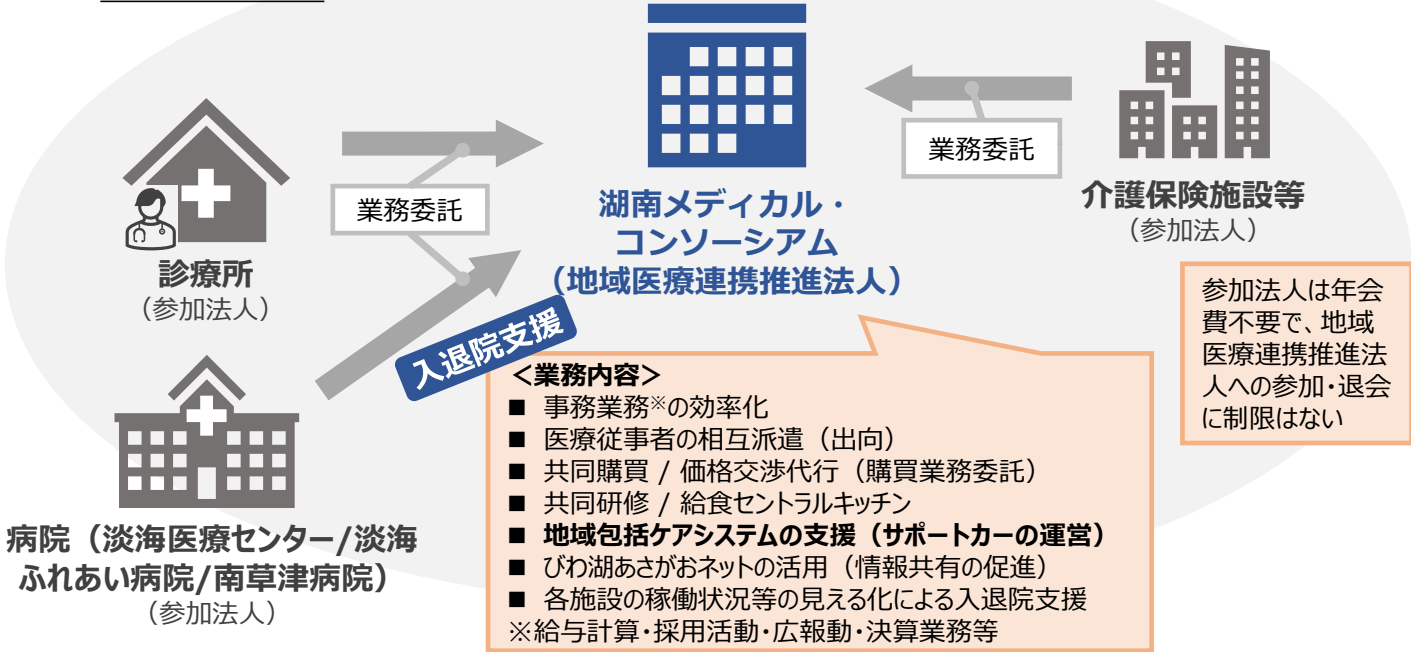 業務委託
業務委託
湖南メディカル・
コンソーシアム
（地域医療連携推進法人）
診療所
（参加法人）
介護保険施設等
（参加法人）
入退院支援
病院（淡海医療センター/淡海
ふれあい病院/南草津病院）
（参加法人）
参加法人は年会
費不要で、地域
医療連携推進法
人への参加・退会
に制限はない
＜業務内容＞
■ 事務業務※の効率化
■ 医療従事者の相互派遣（出向）
■ 共同購買 / 価格交渉代行（購買業務委託）
■ 共同研修 / 給食セントラルキッチン
■ 地域包括ケアシステムの支援（サポートカーの運営）
■ びわ湖あさがおネットの活用（情報共有の促進）
■ 各施設の稼働状況等の見える化による入退院支援
※給与計算・採用活動・広報動・決算業務等